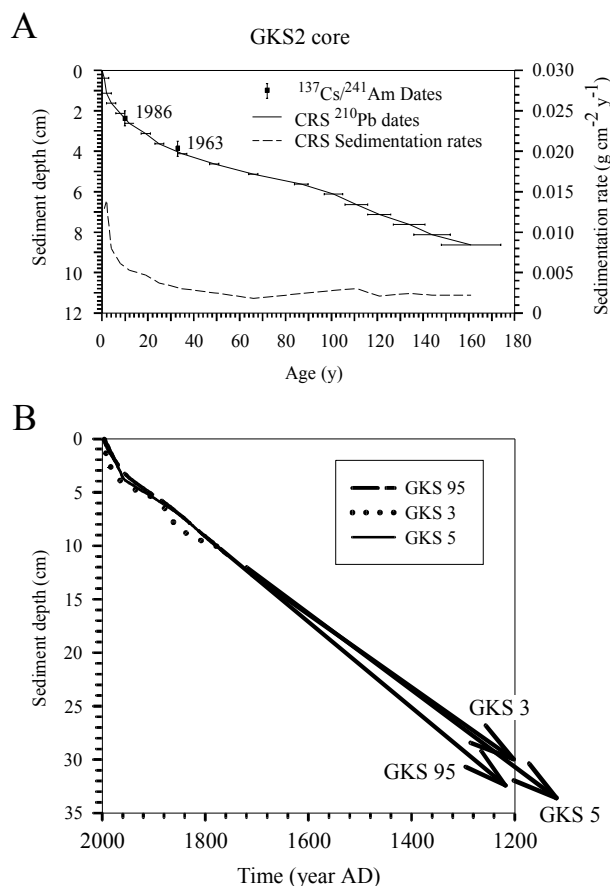 A
GKS2 core
0
2
4
6
8
10
12
Sediment depth (cm)
1986
1963
¹³⁷Cs/²⁴¹Am Dates
CRS ²¹⁰Pb dates
CRS Sedimentation rates
0.030
0.025
0.020
0.015
0.010
0.005
0
Sedimentation rate (g cm⁻² y⁻¹)
0 20 40 60 80 100 120 140 160 180
Age (y)
B
0
5
10
15
20
25
30
35
Sediment depth (cm)
GKS 95
GKS 3
GKS 5
GKS 3
GKS 95
GKS 5
2000 1800 1600 1400 1200
Time (year AD)